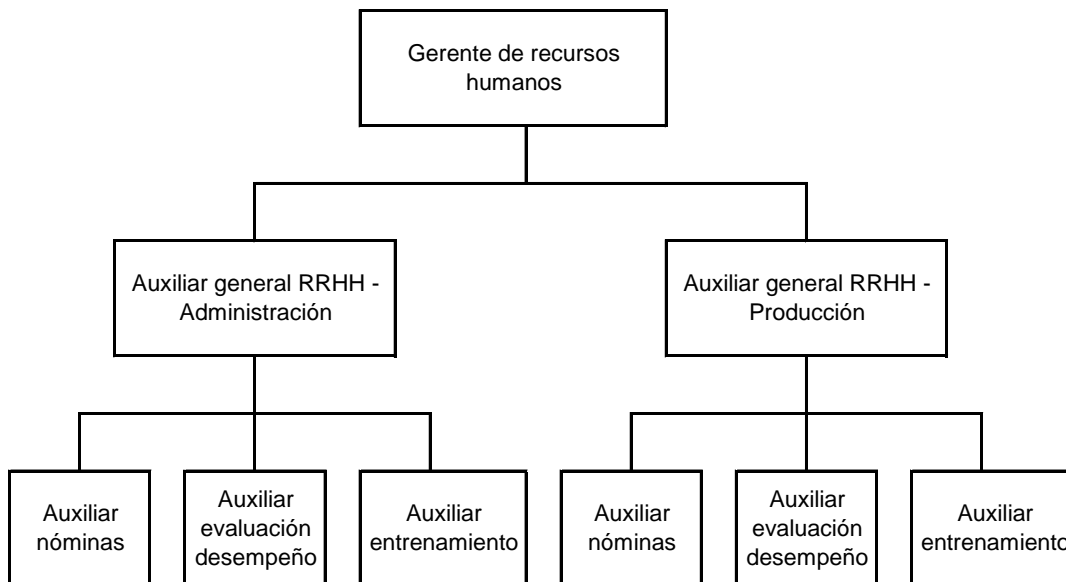 Gerente de recursos
humanos
Auxiliar general RRHH -
Administración
Auxiliar general RRHH -
Producción
Auxiliar
nóminas
Auxiliar
evaluación
desempeño
Auxiliar
entrenamiento
Auxiliar
nóminas
Auxiliar
evaluación
desempeño
Auxiliar
entrenamiento